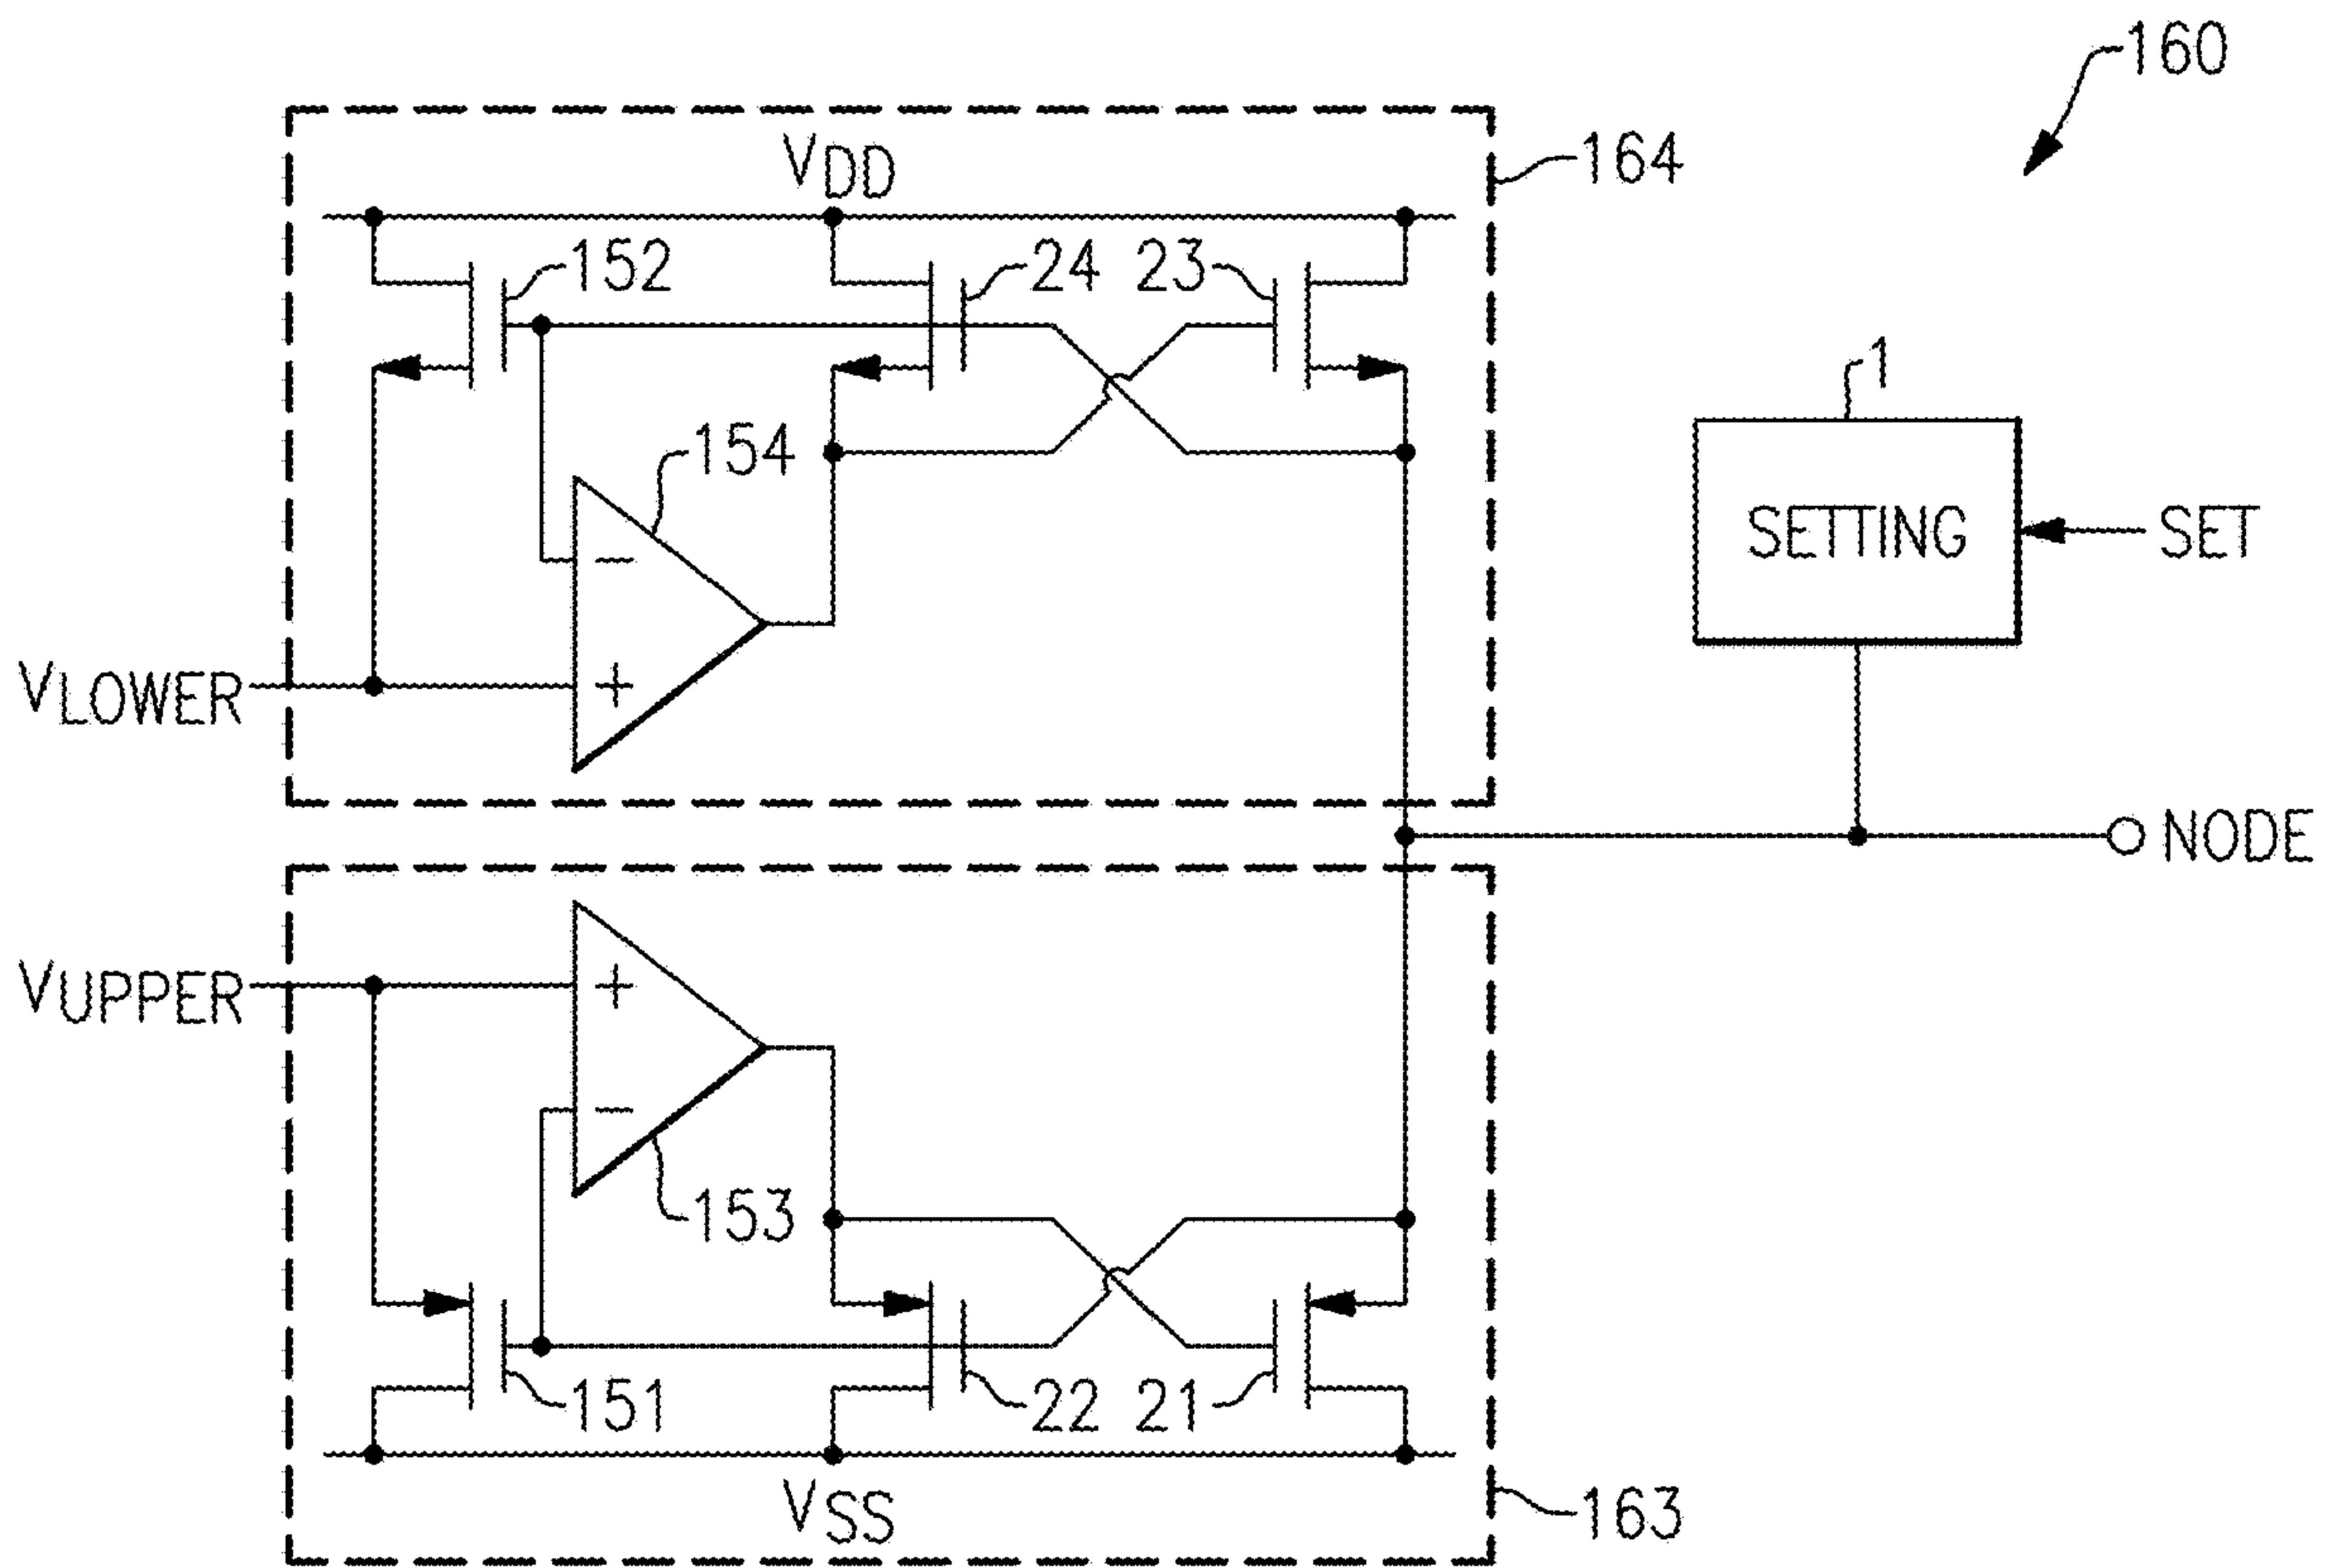 160
164
VDD
152
24
23
1
154
SETTING
SET
VLOWER
+
−
NODE
VUPPER
+
−
153
151
22
21
VSS
163